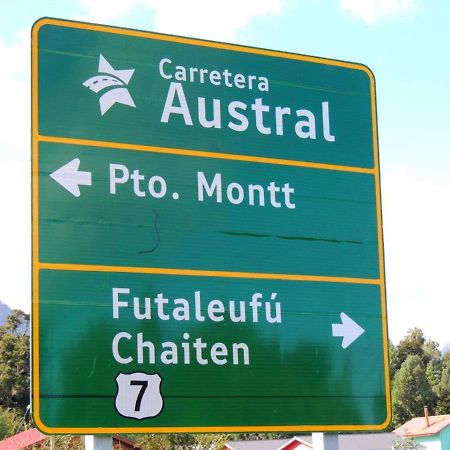 Carretera
Austral
Pto. Montt
Futaleufú
Chaiten
7